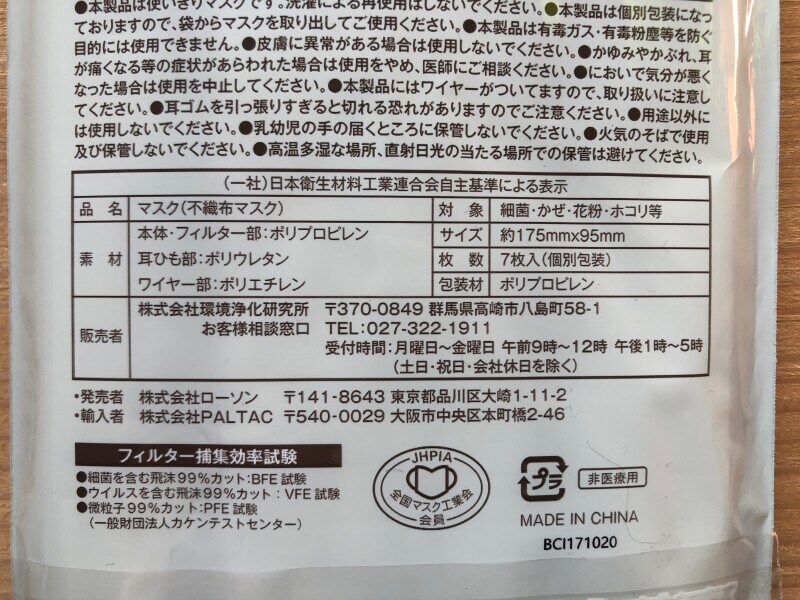 ●本製品は使いきりマスクです。洗濯による再使用はしないでください。●本製品は個別包装になっ
ておりますので、袋からマスクを取り出してご使用ください。●本製品は有毒ガス・有毒粉塵等を防ぐ
目的には使用できません。●皮膚に異常がある場合は使用しないでください。●かゆみやかぶれ、耳
が痛くなる等の症状があらわれた場合は使用をやめ、医師にご相談ください。●においで気分が悪く
なった場合は使用を中止してください。●本製品にはワイヤーがついてますので、取り扱いに注意し
てください。●耳ゴムを引っ張りすぎると切れる恐れがありますのでご注意ください。●用途以外に
は使用しないでください。●乳幼児の手の届くところに保管しないでください。●火気のそばで使用
及び保管しないでください。●高温多湿な場所、直射日光の当たる場所での保管は避けてください。
(一社)日本衛生材料工業連合会自主基準による表示
品名 マスク(不織布マスク) 対象 細菌・かぜ・花粉・ホコリ等
素材 本体・フィルター部:ポリプロピレン サイズ 約175mmx95mm
耳ひも部:ポリウレタン 枚数 7枚入(個別包装)
ワイヤー部:ポリエチレン 包装材 ポリプロピレン
販売者 株式会社環境浄化研究所 〒370-0849 群馬県高崎市八島町58-1
お客様相談窓口 TEL:027-322-1911
受付時間:月曜日〜金曜日 午前9時〜12時 午後1時〜5時
(土日・祝日・会社休日を除く)
・発売者 株式会社ローソン 〒141-8643 東京都品川区大崎1-11-2
・輸入者 株式会社PALTAC 〒540-0029 大阪市中央区本町橋2-46
フィルター捕集効率試験
●細菌を含む飛沫99%カット:BFE試験
●ウイルスを含む飛沫99%カット:VFE試験
●微粒子99%カット:PFE試験
(一般財団法人カケンテストセンター)
JHPIA
全国マスク工業会
会員
プラ
非医療用
MADE IN CHINA
BCI171020